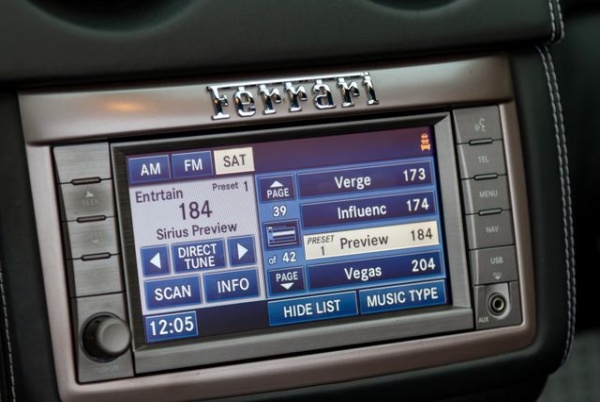 Ferrari
AM FM SAT
Entrtain Preset 1
184
Sirius Preview
DIRECT
TUNE
SCAN INFO
12:05
PAGE
39
of 42
PAGE
Verge 173
Influenc 174
PRESET
1 Preview 184
Vegas 204
HIDE LIST MUSIC TYPE
TEL
MENU
NAV
USB
AUX